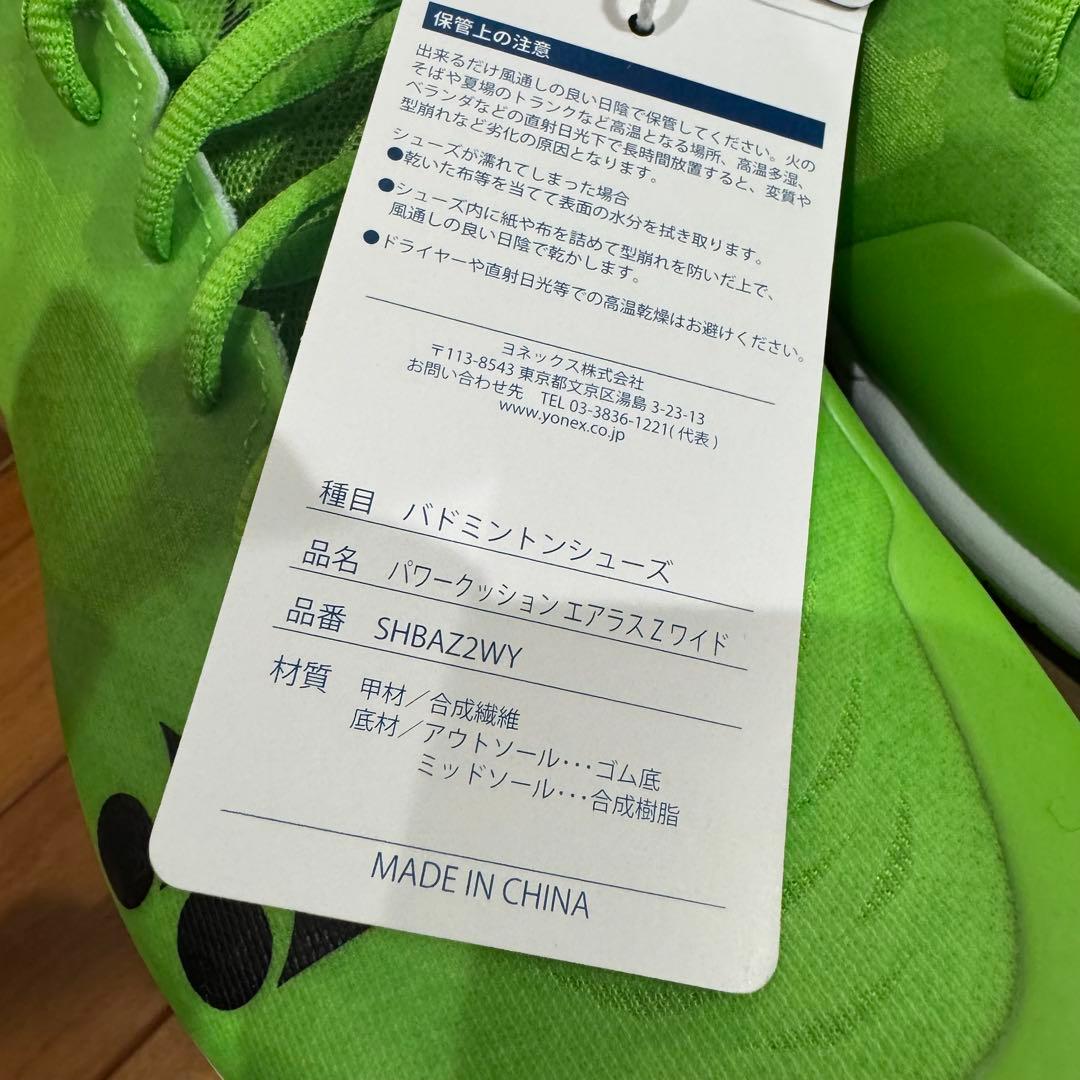 保管上の注意
出来るだけ風通しの良い日陰で保管してください。火の
そばや夏場のトランクなど高温となる場所、高温多湿、
ベランダなどの直射日光下で長時間放置すると、変質や
型崩れなど劣化の原因となります。
シューズが濡れてしまった場合
●乾いた布等を当てて表面の水分を拭き取ります。
●シューズ内に紙や布を詰めて型崩れを防いだ上で、
風通しの良い日陰で乾かします。
●ドライヤーや直射日光等での高温乾燥はお避けください。
ヨネックス株式会社
〒113-8543 東京都文京区湯島 3-23-13
お問い合わせ先 TEL 03-3836-1221(代表)
www.yonex.co.jp
種目 バドミントンシューズ
品名 パワークッション エアラス Z ワイド
品番 SHBAZ2WY
材質 甲材／合成繊維
底材／アウトソール･･･ゴム底
ミッドソール･･･合成樹脂
MADE IN CHINA